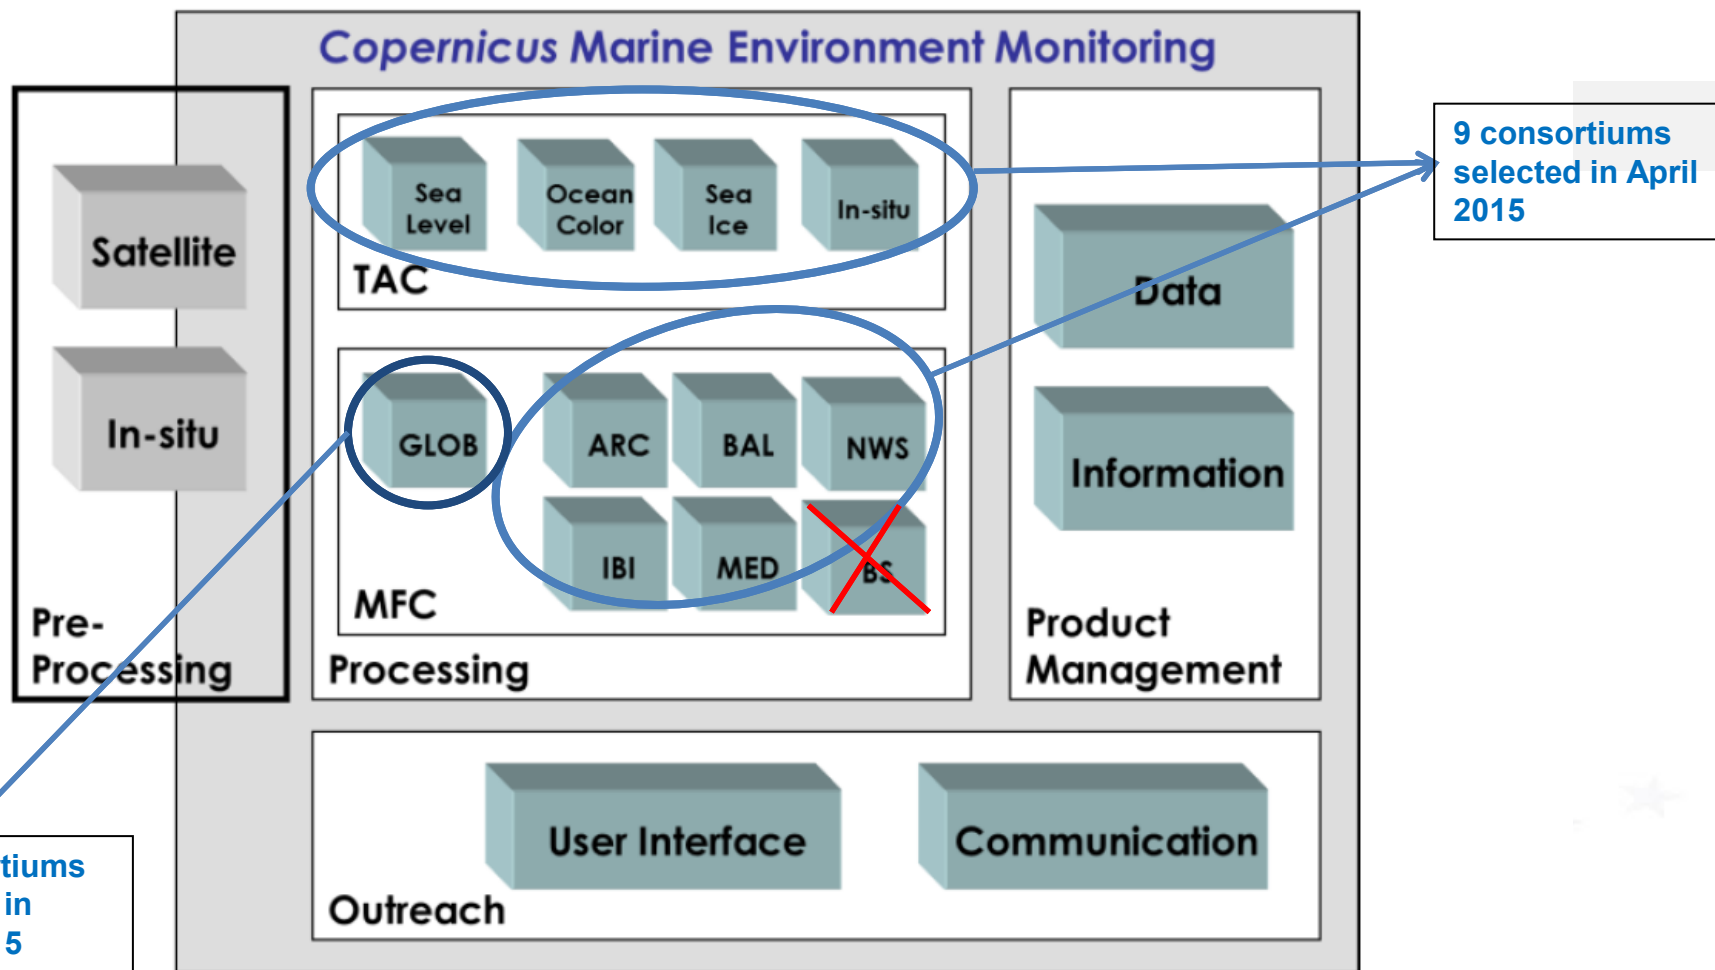 Copernicus Marine Environment Monitoring
Satellite
In-situ
Pre-
Processing
Sea
Level
Ocean
Color
Sea
Ice
In-situ
TAC
GLOB
ARC
BAL
NWS
IBI
MED
BS
MFC
Processing
Data
Information
Product
Management
9 consortiums
selected in April
2015
User Interface
Communication
Outreach
tiums
in
5